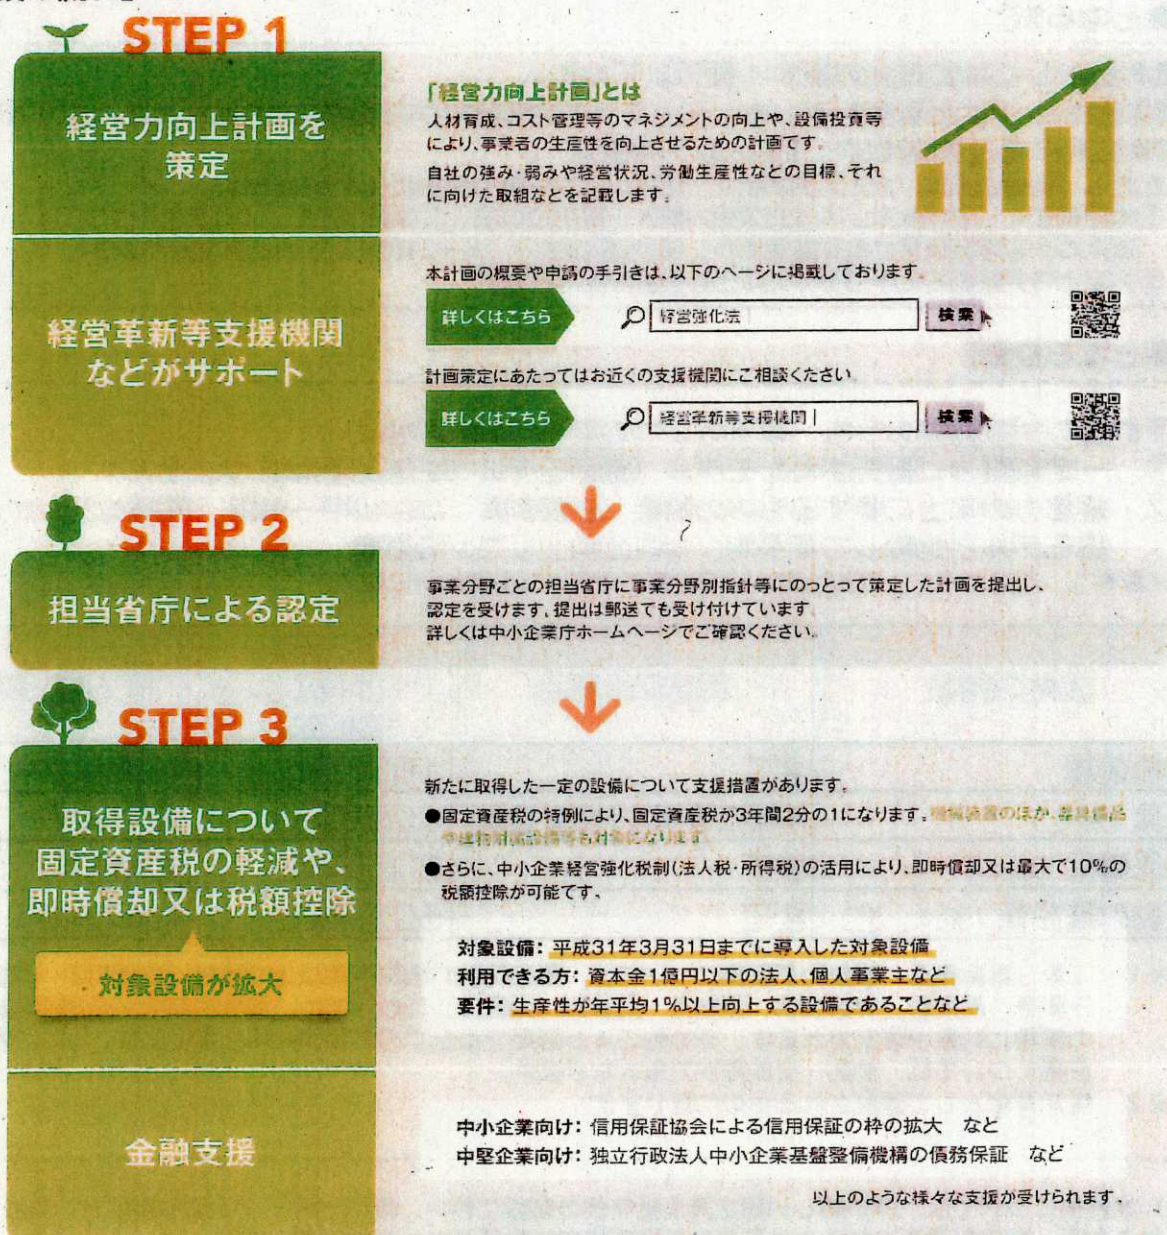 STEP 1
経営力向上計画を
策定
「経営力向上計画」とは
人材育成、コスト管理等のマネジメントの向上や、設備投資等
により、事業者の生産性を向上させるための計画です。
自社の強み・弱みや経営状況、労働生産性などの目標、それ
に向けた取組などを記載します。
経営革新等支援機関
などがサポート
本計画の概要や申請の手引きは、以下のページに掲載しております。
詳しくはこちら
経営強化法
検索
計画策定にあたってはお近くの支援機関にご相談ください
詳しくはこちら
経営革新等支援機関
検索
STEP 2
担当省庁による認定
事業分野ごとの担当省庁に事業分野別指針等にのっとって策定した計画を提出し、
認定を受けます。提出は郵送でも受け付けています。
詳しくは中小企業庁ホームページでご確認ください。
STEP 3
取得設備について
固定資産税の軽減や、
即時償却又は税額控除
対象設備が拡大
新たに取得した一定の設備について支援措置があります。
●固定資産税の特例により、固定資産税が3年間2分の1になります。機械装置のほか、器具備品
や建物附属設備等も対象になります。
●さらに、中小企業経営強化税制(法人税・所得税)の活用により、即時償却又は最大で10%の
税額控除が可能です。
対象設備：平成31年3月31日までに導入した対象設備
利用できる方：資本金1億円以下の法人、個人事業主など
要件：生産性が年平均1%以上向上する設備であることなど
金融支援
中小企業向け：信用保証協会による信用保証の枠の拡大 など
中堅企業向け：独立行政法人中小企業基盤整備機構の債務保証 など
以上のような様々な支援が受けられます。